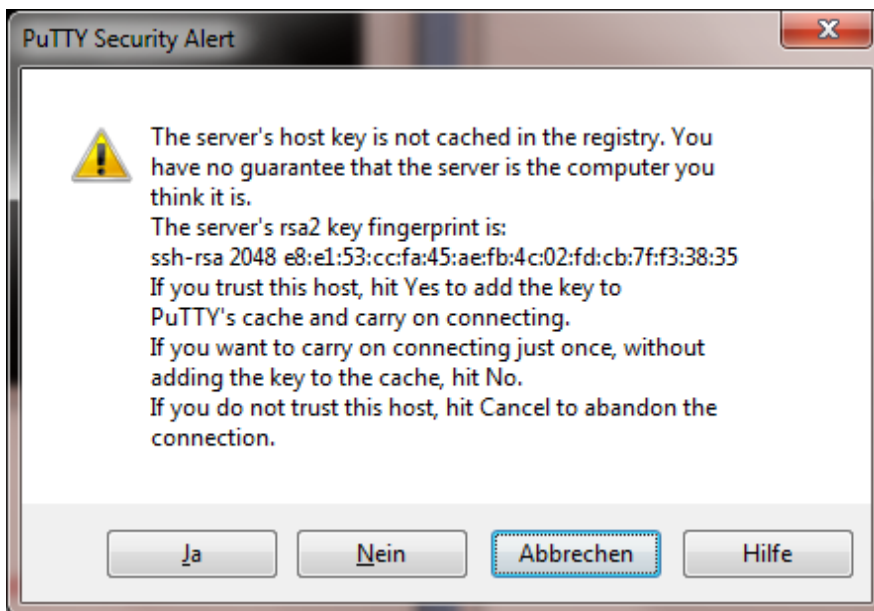 PuTTY Security Alert
The server's host key is not cached in the registry. You
have no guarantee that the server is the computer you
think it is.
The server's rsa2 key fingerprint is:
ssh-rsa 2048 e8:e1:53:cc:fa:45:ae:fb:4c:02:fd:cb:7f:f3:38:35
If you trust this host, hit Yes to add the key to
PuTTY's cache and carry on connecting.
If you want to carry on connecting just once, without
adding the key to the cache, hit No.
If you do not trust this host, hit Cancel to abandon the
connection.
Ja Nein Abbrechen Hilfe